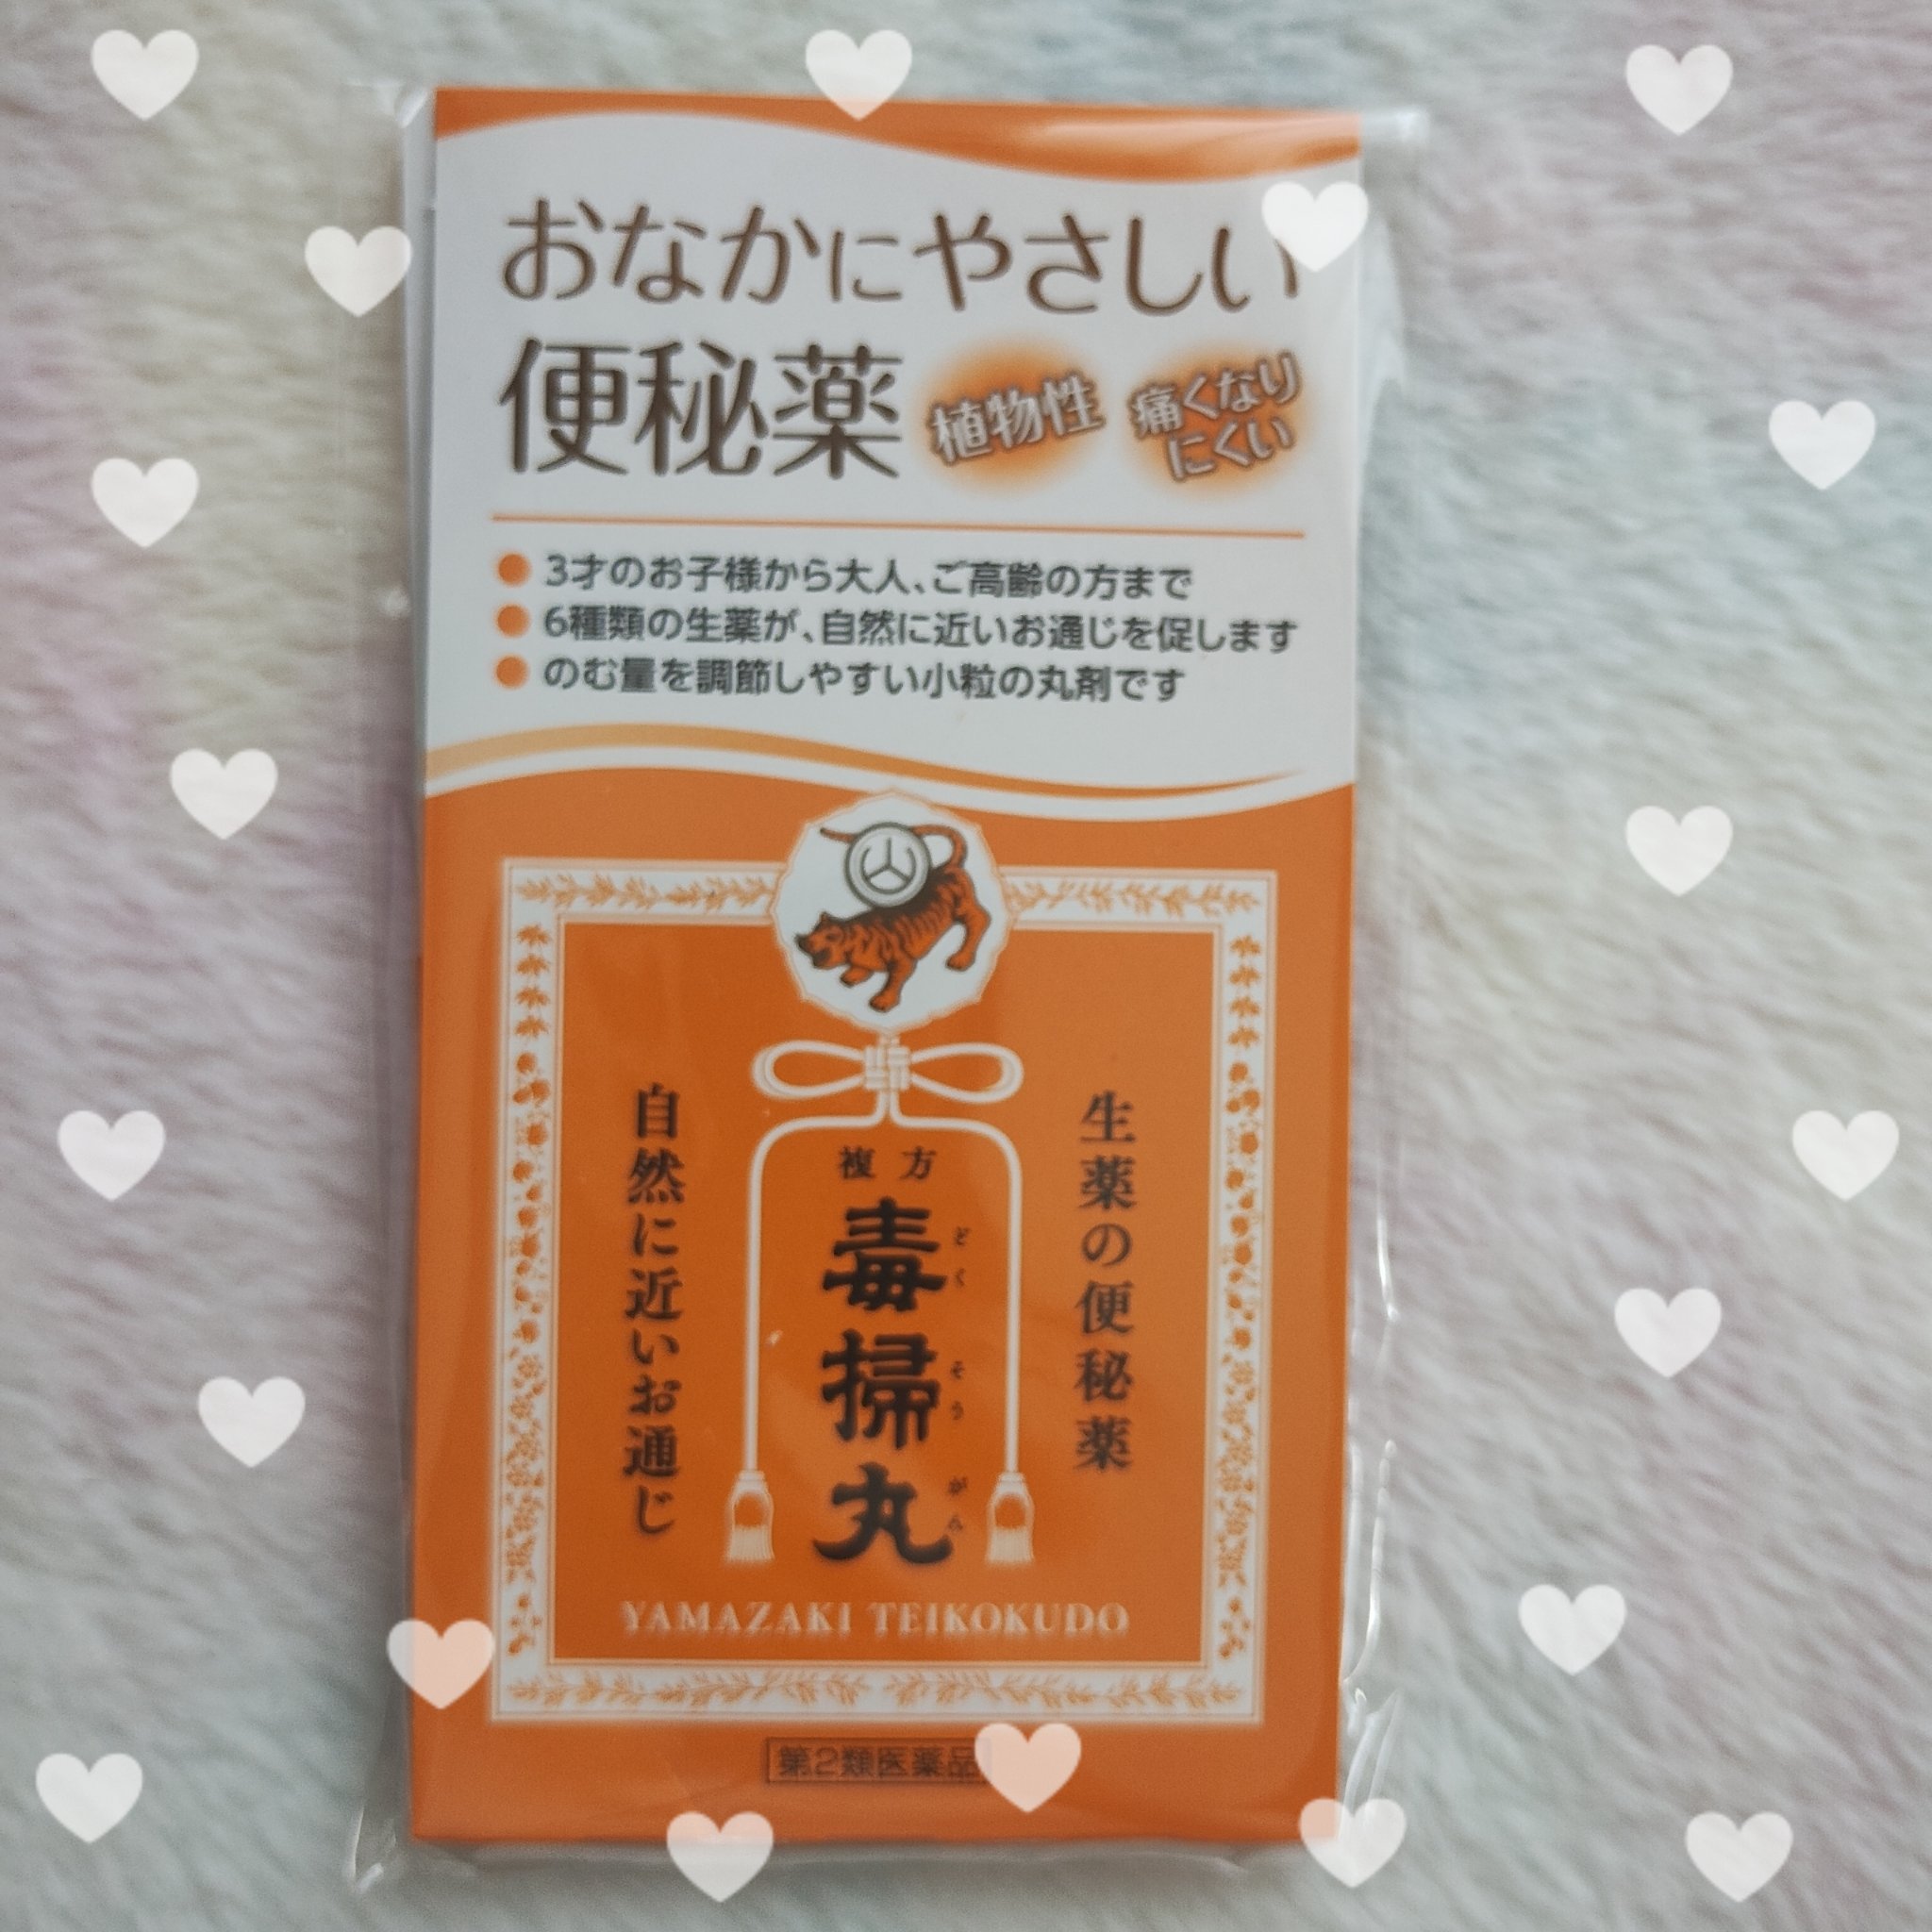 おなかにやさしい
便秘薬
植物性
痛くなり
にくい
3才のお子様から大人、ご高齢の方まで
6種類の生薬が、自然に近いお通じを促します
のむ量を調節しやすい小粒の丸剤です
生薬の便秘薬
複方
毒掃丸
どくそうがん
自然に近いお通じ
YAMAZAKI TEIKOKUDO
第2類医薬品